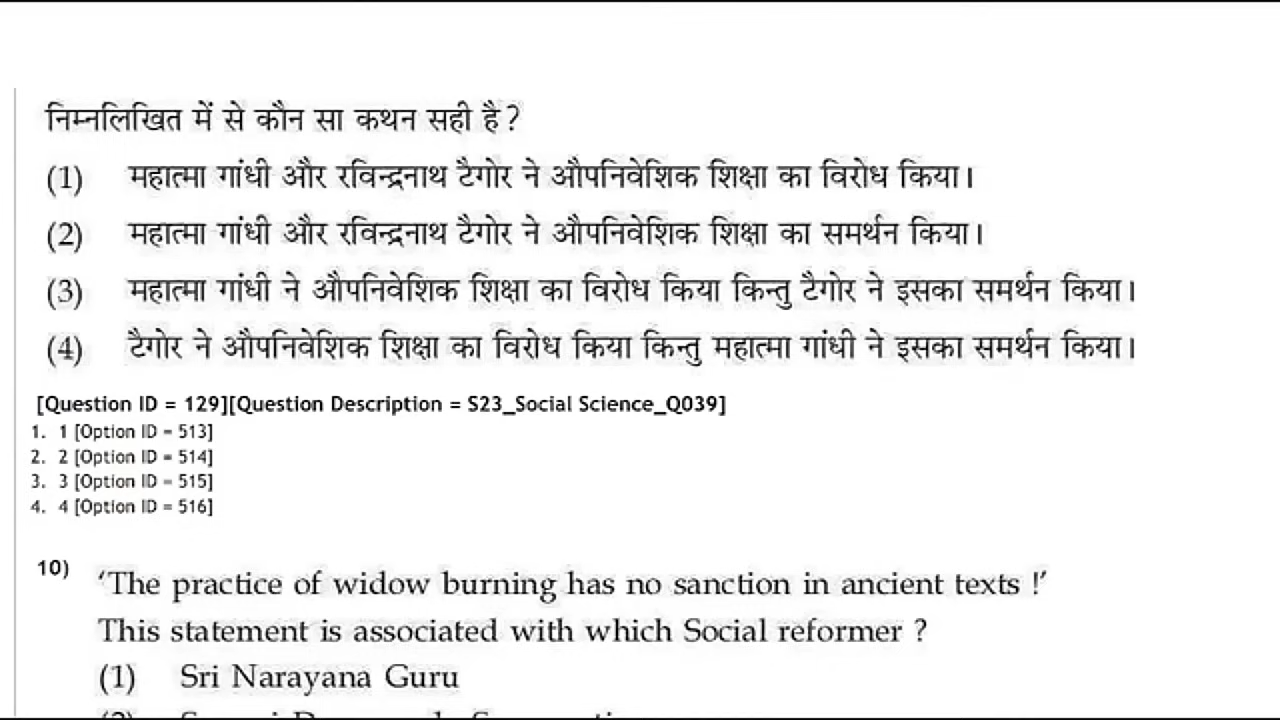 निम्नलिखित में से कौन सा कथन सही है?
(1) महात्मा गांधी और रविन्द्रनाथ टैगोर ने औपनिवेशिक शिक्षा का विरोध किया।
(2) महात्मा गांधी और रविन्द्रनाथ टैगोर ने औपनिवेशिक शिक्षा का समर्थन किया।
(3) महात्मा गांधी ने औपनिवेशिक शिक्षा का विरोध किया किन्तु टैगोर ने इसका समर्थन किया।
(4) टैगोर ने औपनिवेशिक शिक्षा का विरोध किया किन्तु महात्मा गांधी ने इसका समर्थन किया।
[Question ID = 129][Question Description = S23_Social Science_Q039]
1. 1 [Option ID = 513]
2. 2 [Option ID = 514]
3. 3 [Option ID = 515]
4. 4 [Option ID = 516]
10) ‘The practice of widow burning has no sanction in ancient texts !’
This statement is associated with which Social reformer ?
(1) Sri Narayana Guru